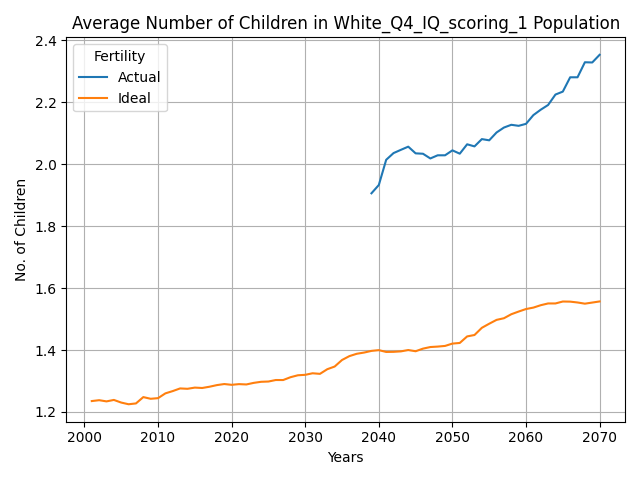 Average Number of Children in White_Q4_IQ_scoring_1 Population
2.4
2.2
2.0
1.8
1.6
1.4
1.2
No. of Children
Fertility
Actual
Ideal
2000 2010 2020 2030 2040 2050 2060 2070
Years